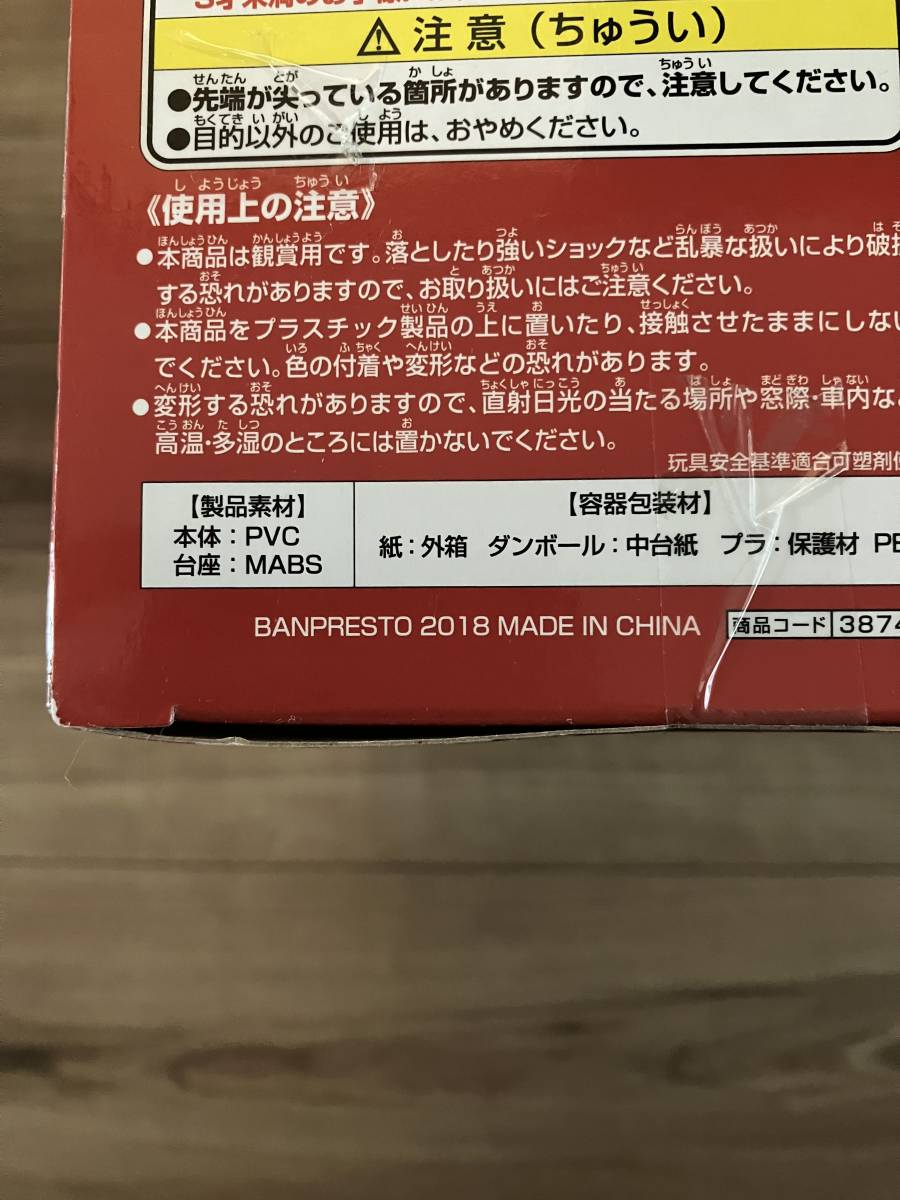 3才未満のお子様
⚠ 注意（ちゅうい）
●先端が尖っている箇所がありますので、注意してください。
●目的以外のご使用は、おやめください。
《使用上の注意》
●本商品は観賞用です。落としたり強いショックなど乱暴な扱いにより破損
する恐れがありますので、お取り扱いにはご注意ください。
●本商品をプラスチック製品の上に置いたり、接触させたままにしない
でください。色の付着や変形などの恐れがあります。
●変形する恐れがありますので、直射日光の当たる場所や窓際・車内な
高温・多湿のところには置かないでください。
玩具安全基準適合可塑剤使
【製品素材】
本体：PVC
台座：MABS
【容器包装材】
紙：外箱 ダンボール：中台紙 プラ：保護材 PE
BANPRESTO 2018 MADE IN CHINA 商品コード 3874